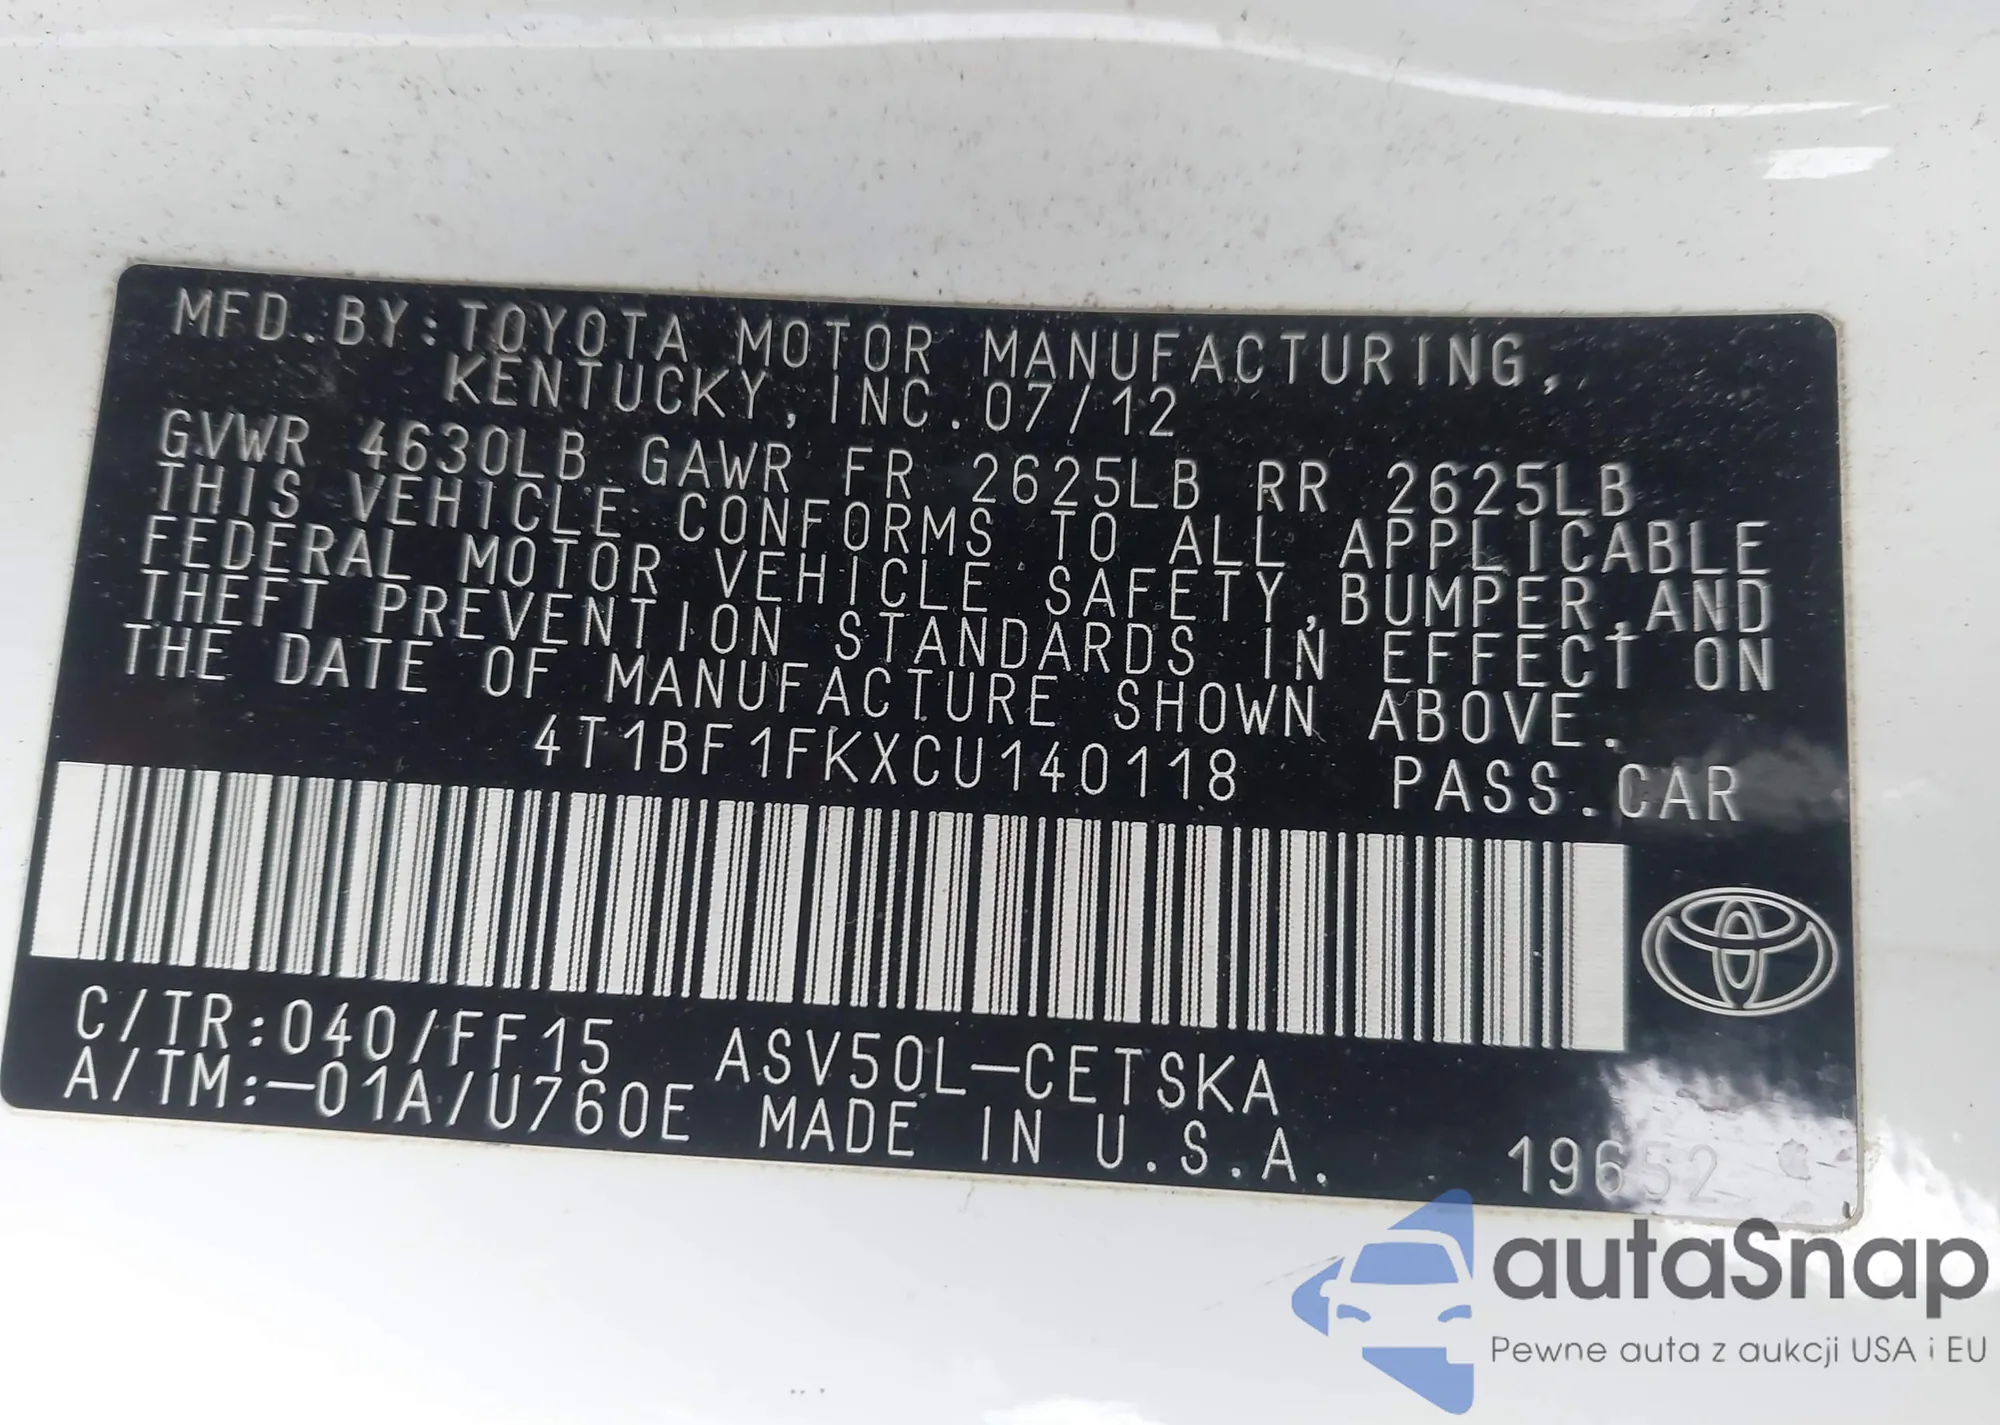 MFD. BY: TOYOTA MOTOR MANUFACTURING,
KENTUCKY, INC. 07/12
GVWR 4630LB GAWR FR 2625LB RR 2625LB
THIS VEHICLE CONFORMS TO ALL APPLICABLE
FEDERAL MOTOR VEHICLE SAFETY, BUMPER, AND
THEFT PREVENTION STANDARDS IN EFFECT ON
THE DATE OF MANUFACTURE SHOWN ABOVE.
4T1BF1FKXCU140118 PASS. CAR
C/TR:040/FF15 ASV50L-CETSKA
A/TM:-01A/U760E MADE IN U.S.A. 19652
autaSnap
Pewne auta z aukcji USA i EU